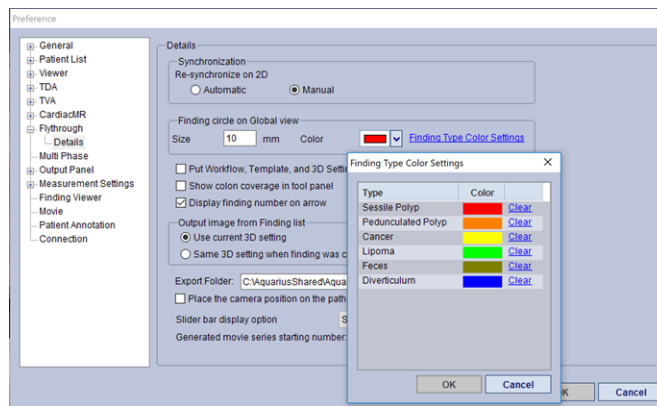 Preference
General
Patient List
Viewer
TDA
TVA
CardiacMR
Flythrough
Details
Multi Phase
Output Panel
Measurement Settings
Finding Viewer
Movie
Patient Annotation
Connection
Details
Synchronization
Re-synchronize on 2D
Automatic Manual
Finding circle on Global view
Size 10 mm Color Finding Type Color Settings
Put Workflow, Template, and 3D
Show colon coverage in tool panel
Display finding number on arrow
Output image from Finding list
Use current 3D setting
Same 3D setting when finding was
Export Folder: C:\AquariusShared\Aqua
Place the camera position on the path
Slider bar display option S
Generated movie series starting number:
Finding Type Color Settings
Type Color
Sessile Polyp Clear
Pedunculated Polyp Clear
Cancer Clear
Lipoma Clear
Feces Clear
Diverticulum Clear
OK Cancel
Cancel